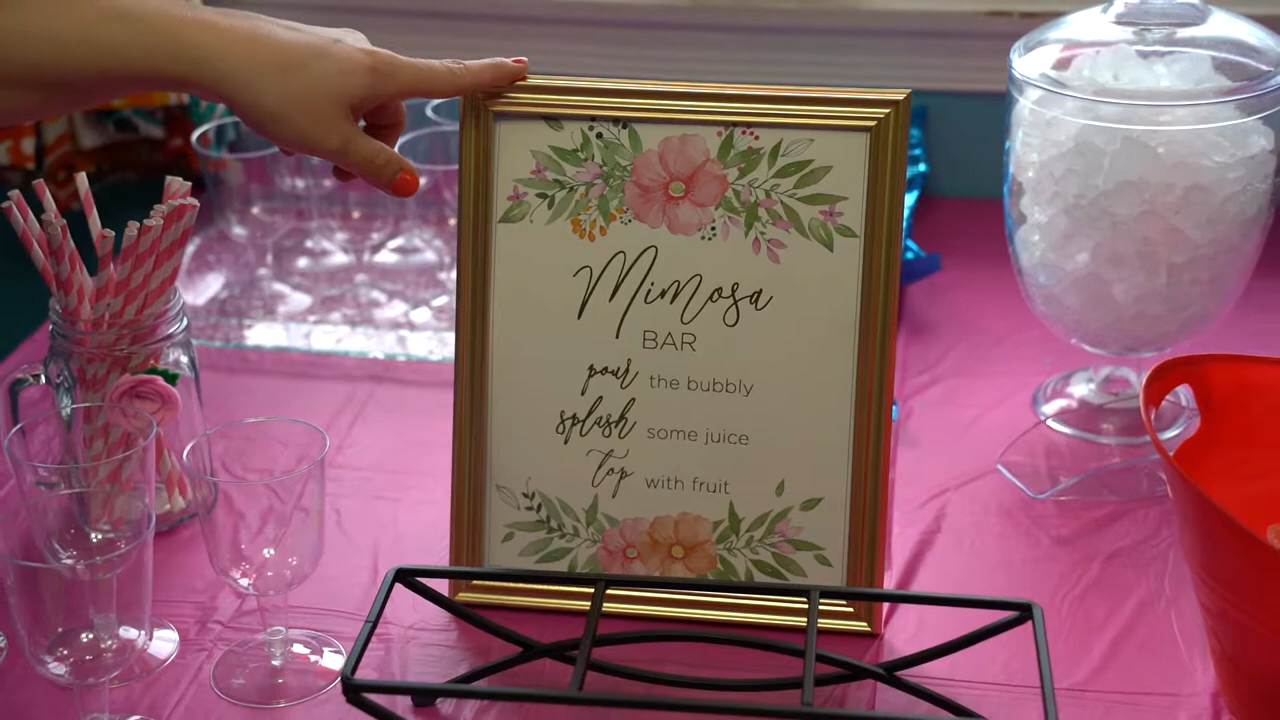 Mimosa
BAR
pour the bubbly
splash some juice
top with fruit